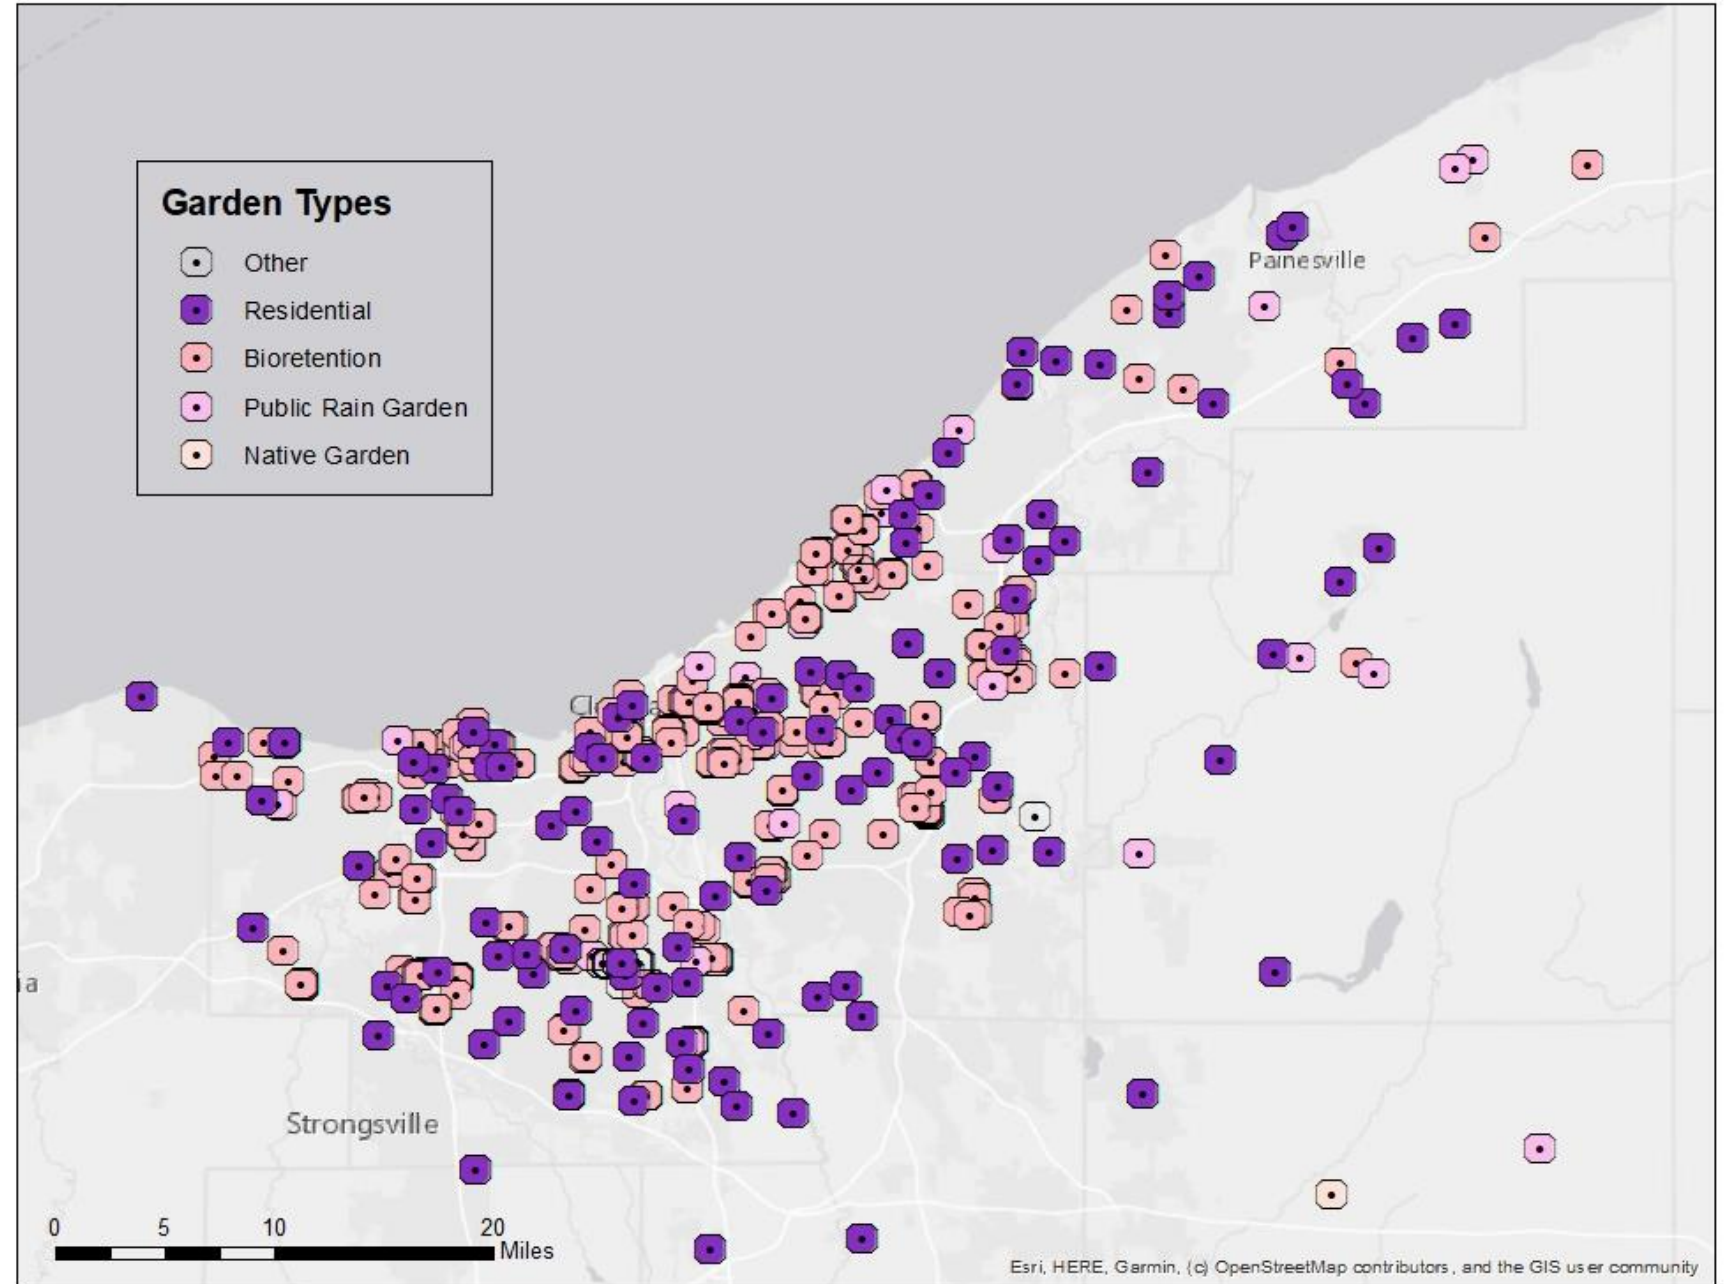 Garden Types
Other
Residential
Bioretention
Public Rain Garden
Native Garden
Painesville
Strongsville
0 5 10 20
Miles
Esri, HERE, Garmin, (c) OpenStreetMap contributors, and the GIS user community